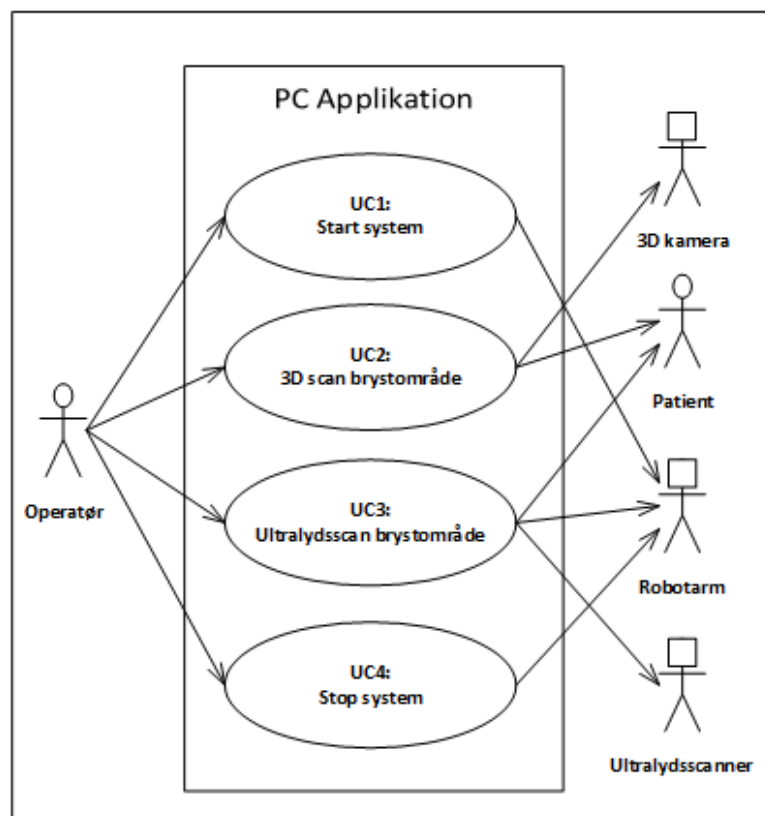 PC Applikation
UC1:
Start system
3D kamera
UC2:
3D scan brystområde
Patient
Operatør
UC3:
Ultralydsscan brystområde
Robotarm
UC4:
Stop system
Ultralydsscanner